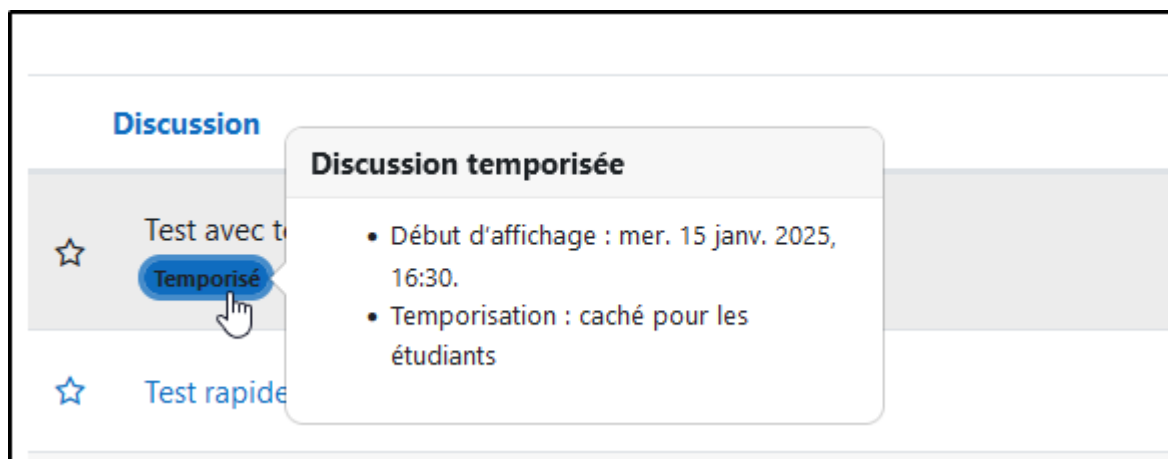 Discussion
Discussion temporisée
Test avec
Temporisé
• Début d'affichage : mer. 15 janv. 2025,
16:30.
• Temporisation : caché pour les
étudiants
Test rapide